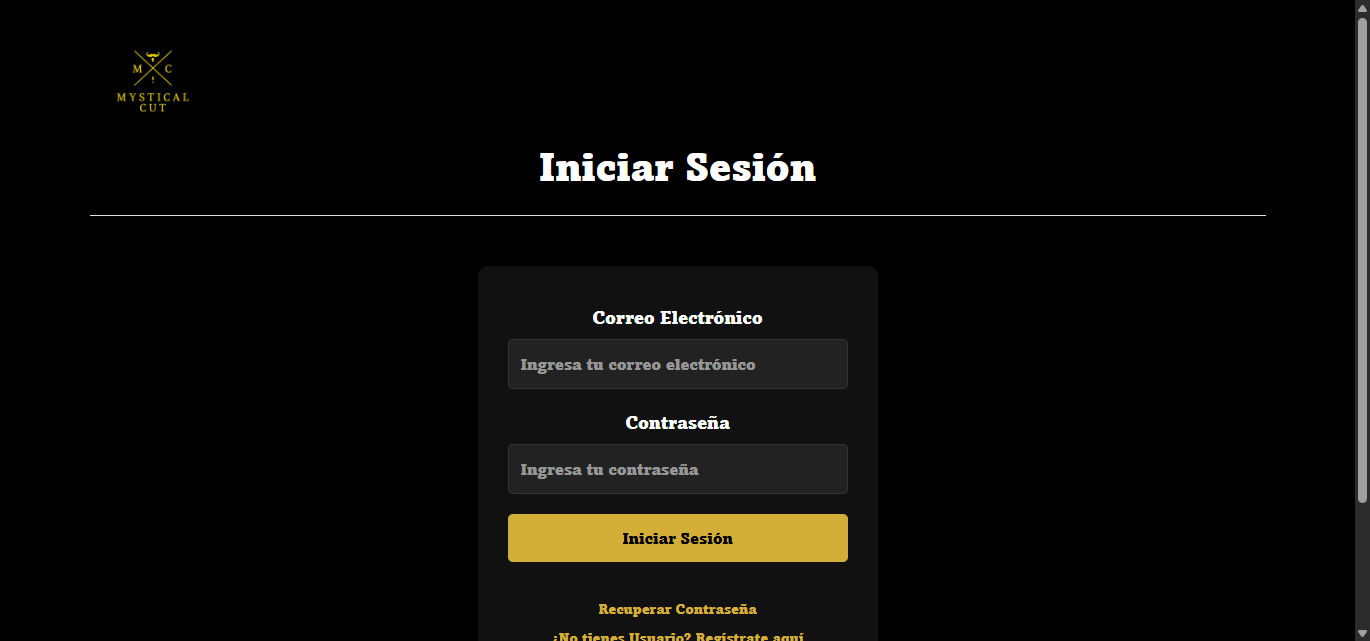 M C
MYSTICAL
CUT
Iniciar Sesión
Correo Electrónico
Ingresa tu correo electrónico
Contraseña
Ingresa tu contraseña
Iniciar Sesión
Recuperar Contraseña
¿No tienes Usuario? Regístrate aquí